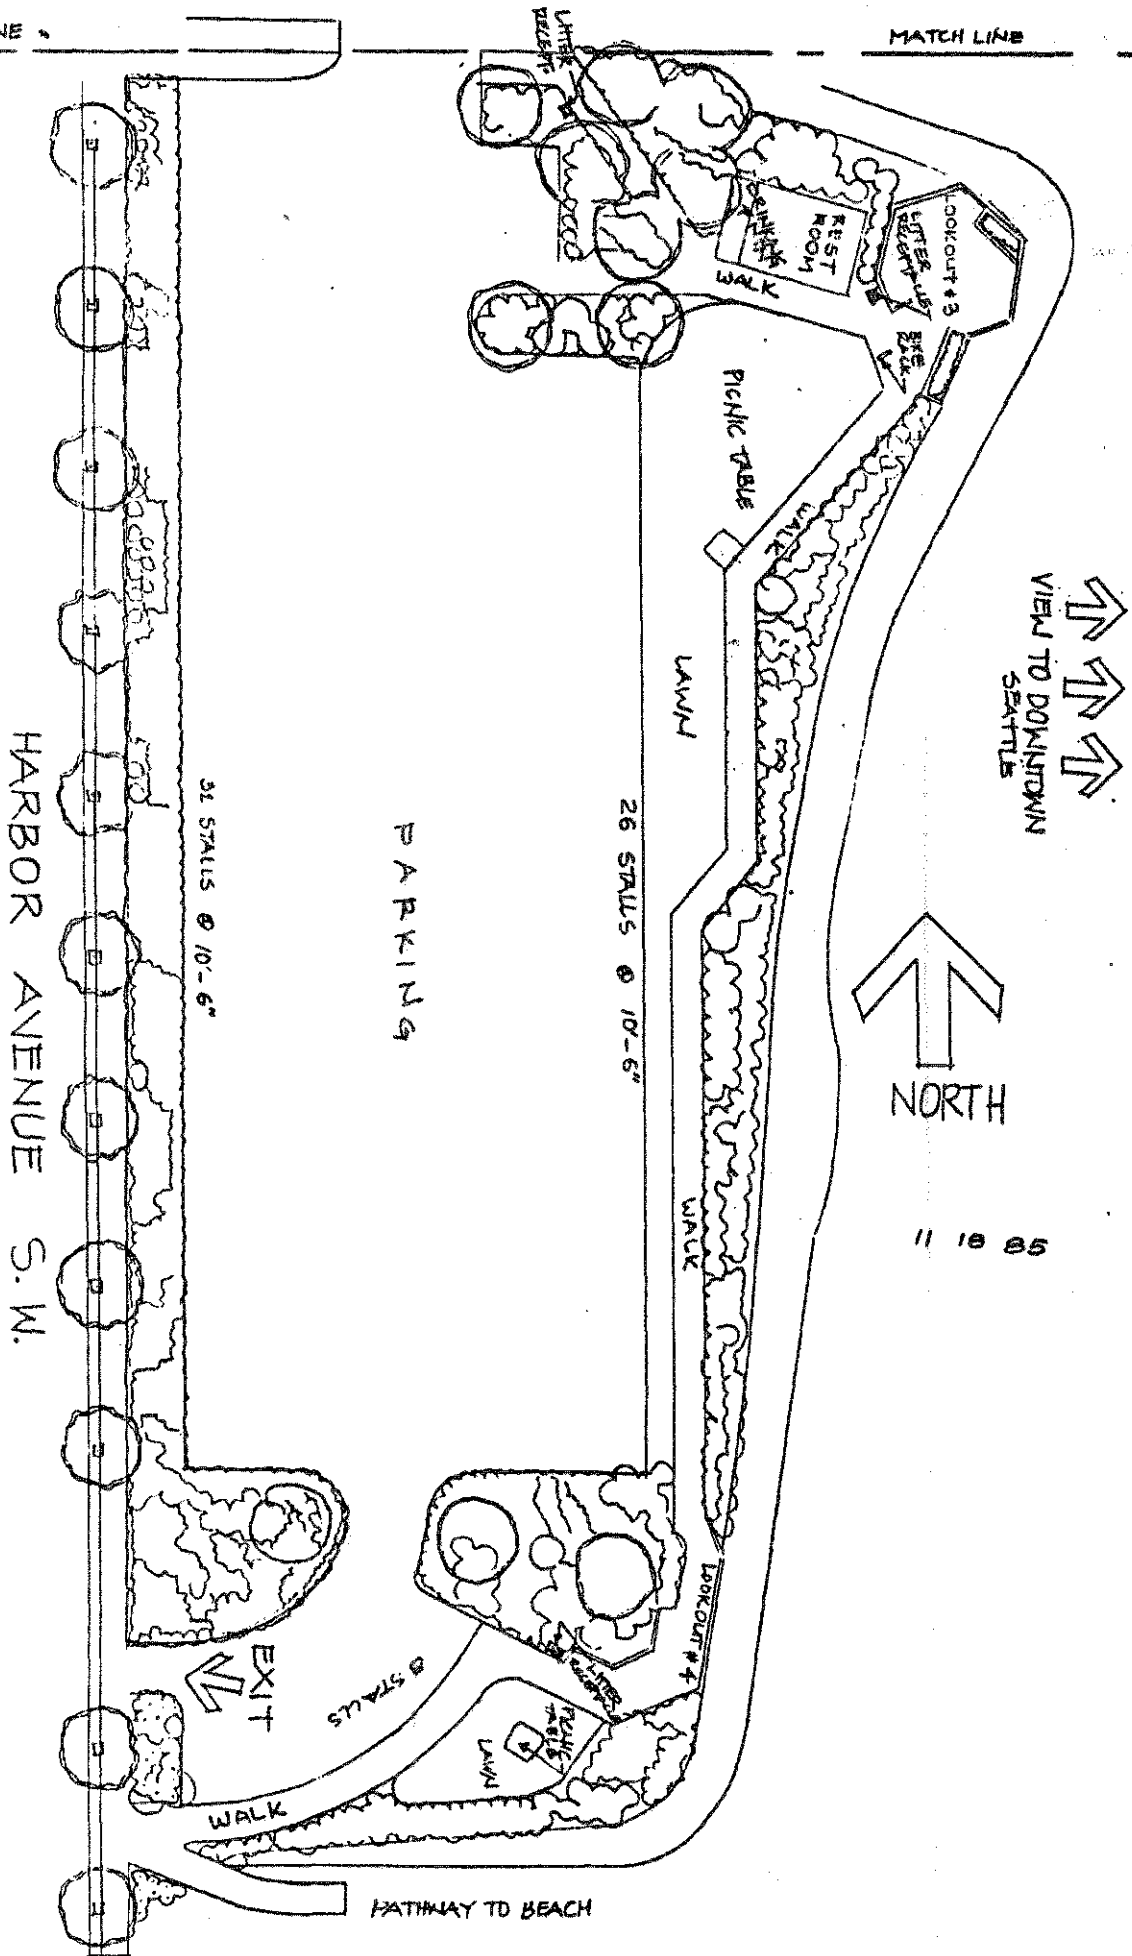 NE
MATCH LINE
LITTER
RECEPT
LOOKOUT #3
LITTER
REST
ROOM
DRINKING
WALK
BIKE
RACK
PICNIC TABLE
WALK
VIEW TO DOWNTOWN
SEATTLE
LAWN
31 STALLS @ 10'-6"
26 STALLS @ 10'-6"
PARKING
NORTH
HARBOR AVENUE S.W.
WALK
11 18 85
LOOKOUT #4
LITTER
EXIT
8 STALLS
PICNIC
TABLE
LAWN
WALK
PATHWAY TO BEACH